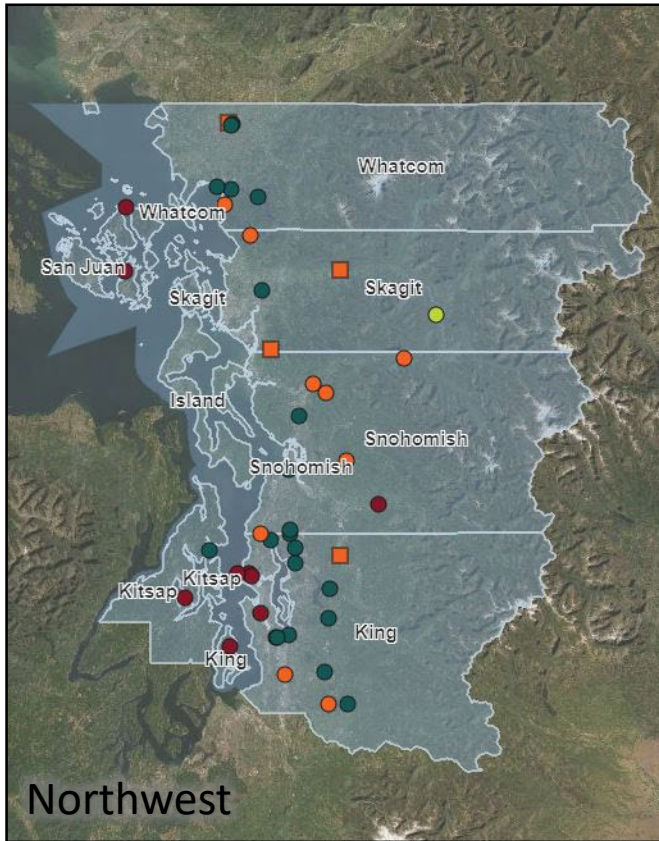 Whatcom
Whatcom
San Juan
Skagit
Skagit
Island
Snohomish
Snohomish
Kitsap
Kitsap
King
King
Northwest